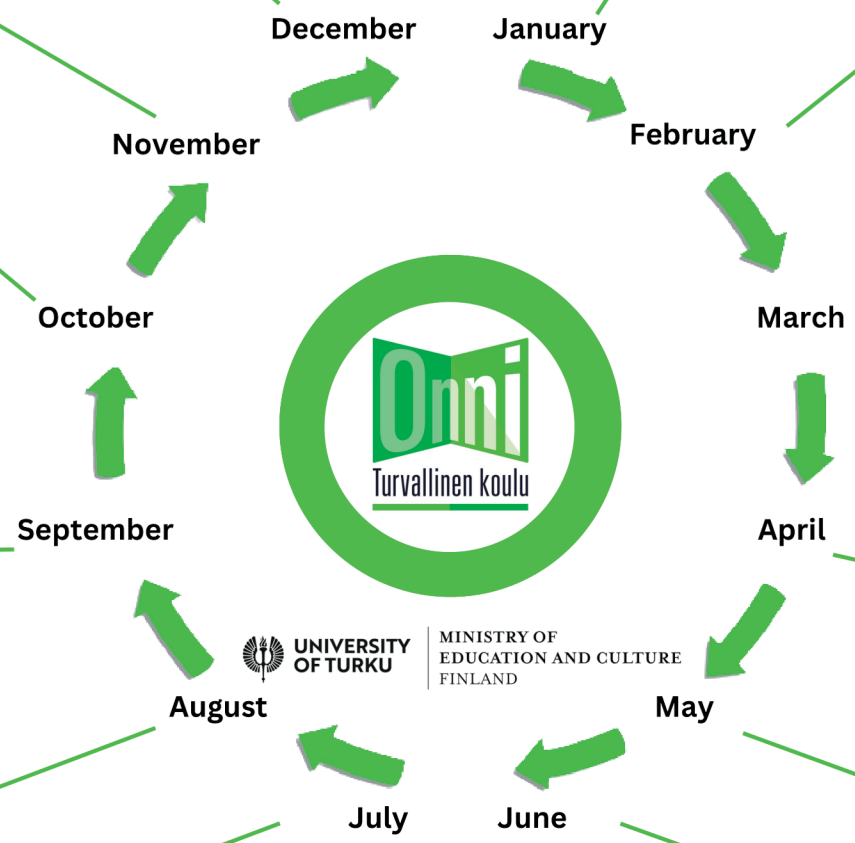 December
January
November
February
October
March
Onni
Turvallinen koulu
September
April
UNIVERSITY
OF TURKU
MINISTRY OF
EDUCATION AND CULTURE
FINLAND
August
May
July
June